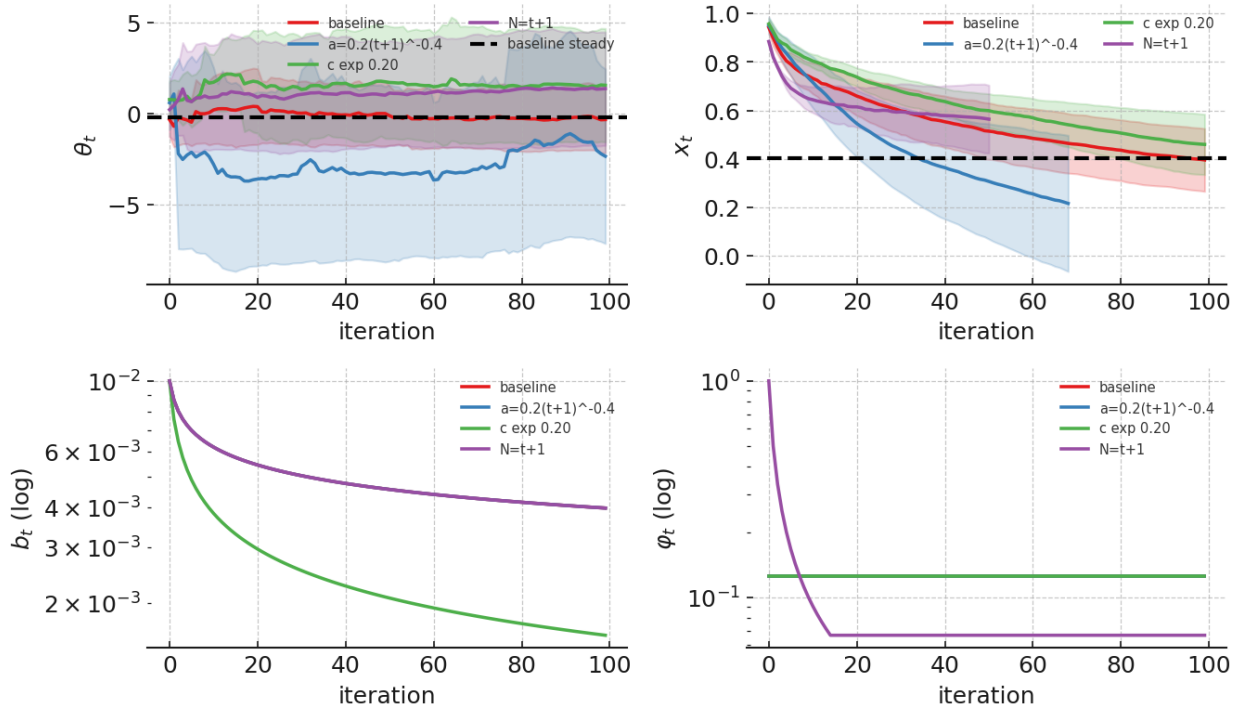 baseline
a=0.2(t+1)^-0.4
c exp 0.20
N=t+1
baseline steady
5
0
−5
θt
0 20 40 60 80 100
iteration
baseline
a=0.2(t+1)^-0.4
c exp 0.20
N=t+1
1.0
0.8
0.6
0.4
0.2
0.0
xt
0 20 40 60 80 100
iteration
baseline
a=0.2(t+1)^-0.4
c exp 0.20
N=t+1
10⁻²
6 × 10⁻³
4 × 10⁻³
3 × 10⁻³
2 × 10⁻³
bt (log)
0 20 40 60 80 100
iteration
baseline
a=0.2(t+1)^-0.4
c exp 0.20
N=t+1
10⁰
10⁻¹
φt (log)
0 20 40 60 80 100
iteration